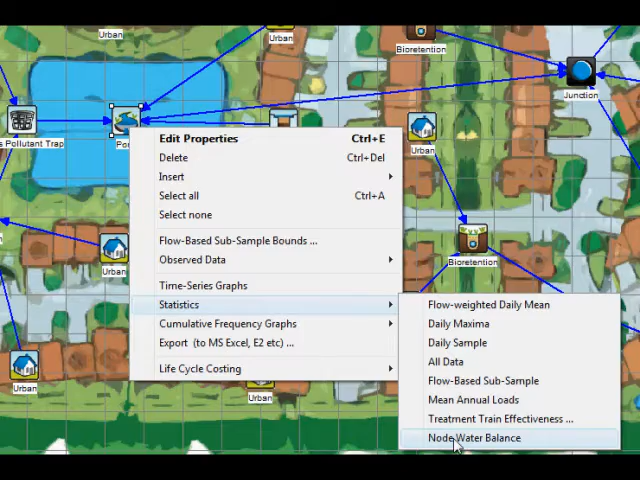 Urban
Urban
Bioretention
Junction
s Pollutant Trap
Por
Urban
Edit Properties Ctrl+E
Delete Ctrl+Del
Insert
Select all Ctrl+A
Select none
Flow-Based Sub-Sample Bounds ...
Observed Data
Time-Series Graphs
Statistics
Cumulative Frequency Graphs
Export (to MS Excel, E2 etc) ...
Life Cycle Costing
Urban
Bioretention
Flow-weighted Daily Mean
Daily Maxima
Daily Sample
All Data
Flow-Based Sub-Sample
Mean Annual Loads
Treatment Train Effectiveness ...
Node Water Balance
Urban
Urban